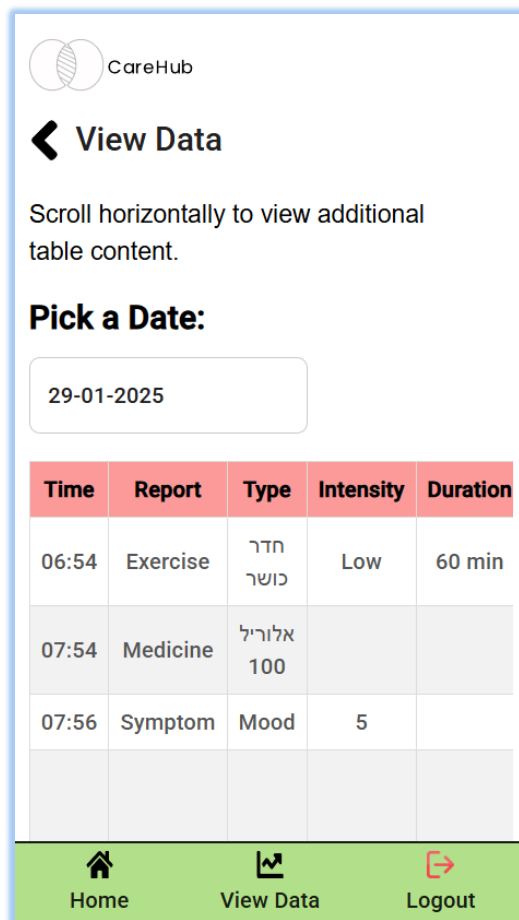 CareHub
View Data
Scroll horizontally to view additional
table content.
Pick a Date:
29-01-2025
Time Report Type Intensity Duration
06:54 Exercise חדר כושר Low 60 min
07:54 Medicine אלוריל 100
07:56 Symptom Mood 5
Home View Data Logout